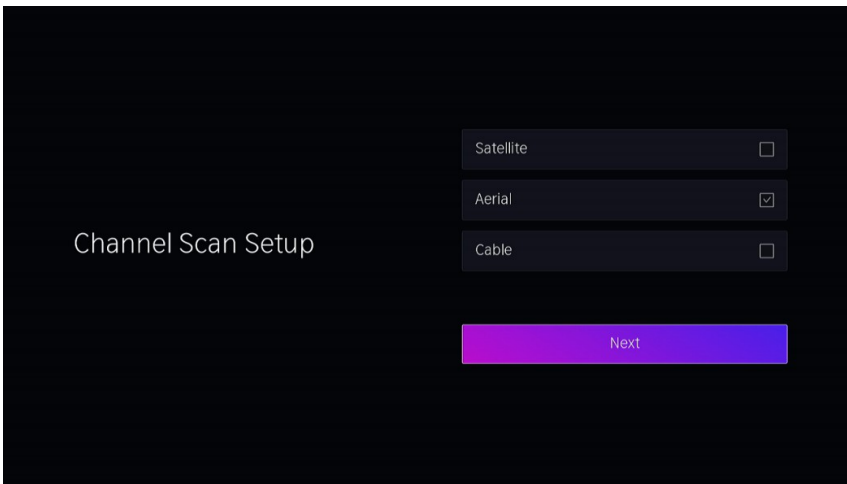 Channel Scan Setup
Satellite
Aerial
Cable
Next